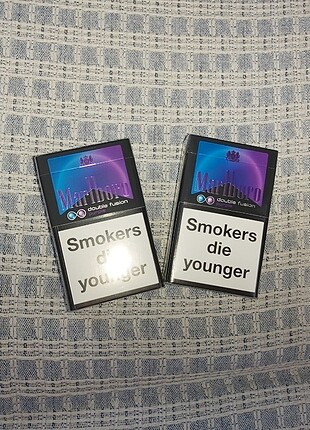 Marlboro
double fusion
Smokers
die
younger
Marlboro
double fusion
Smokers
die
younger